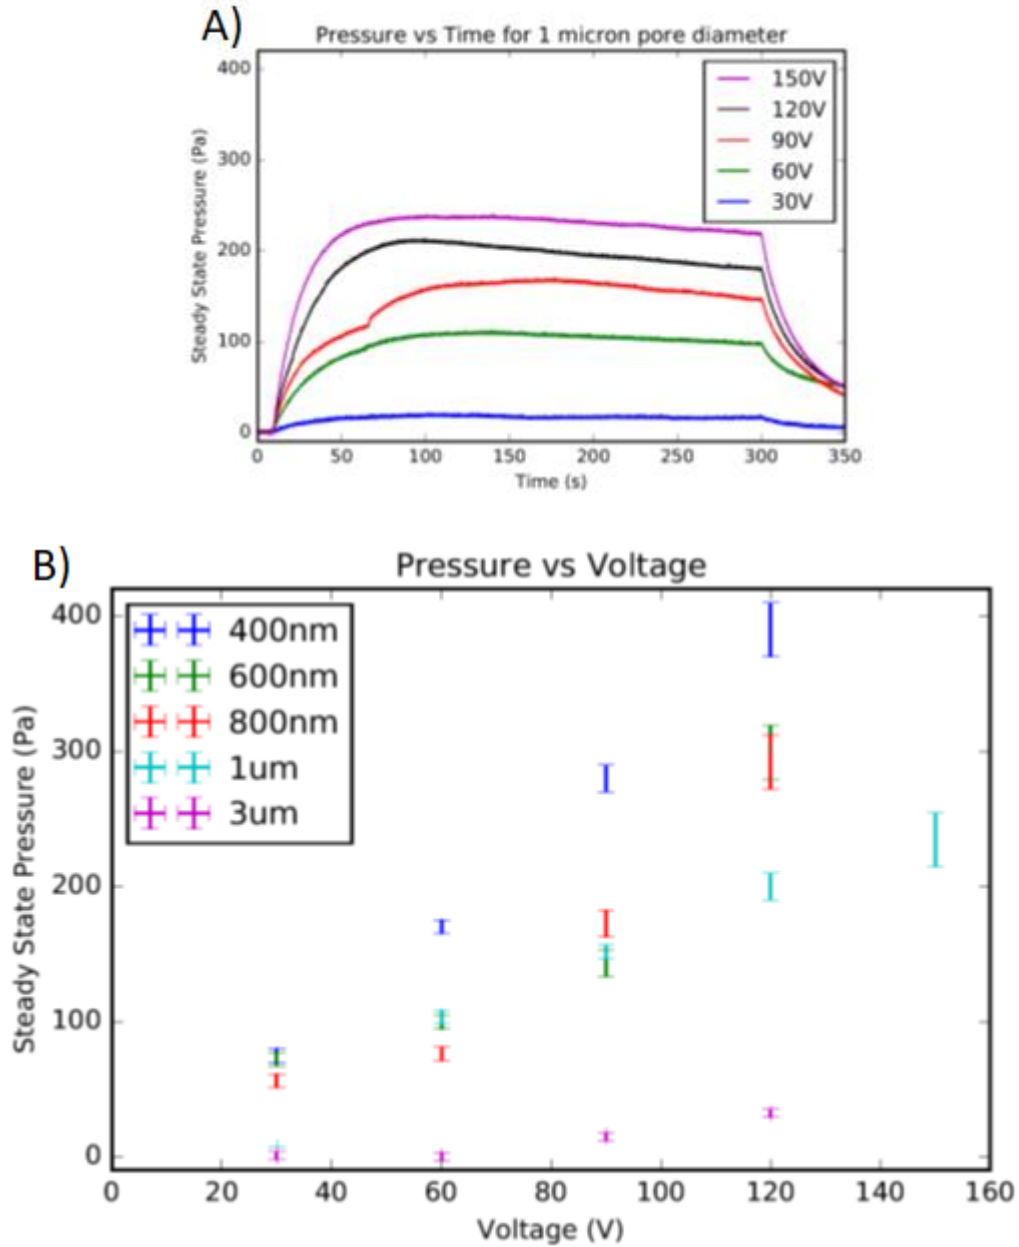 A)
Pressure vs Time for 1 micron pore diameter
Steady State Pressure (Pa)
400
300
200
100
0
150V
120V
90V
60V
30V
0 50 100 150 200 250 300 350
Time (s)
B)
Pressure vs Voltage
Steady State Pressure (Pa)
400
300
200
100
0
400nm
600nm
800nm
1um
3um
0 20 40 60 80 100 120 140 160
Voltage (V)